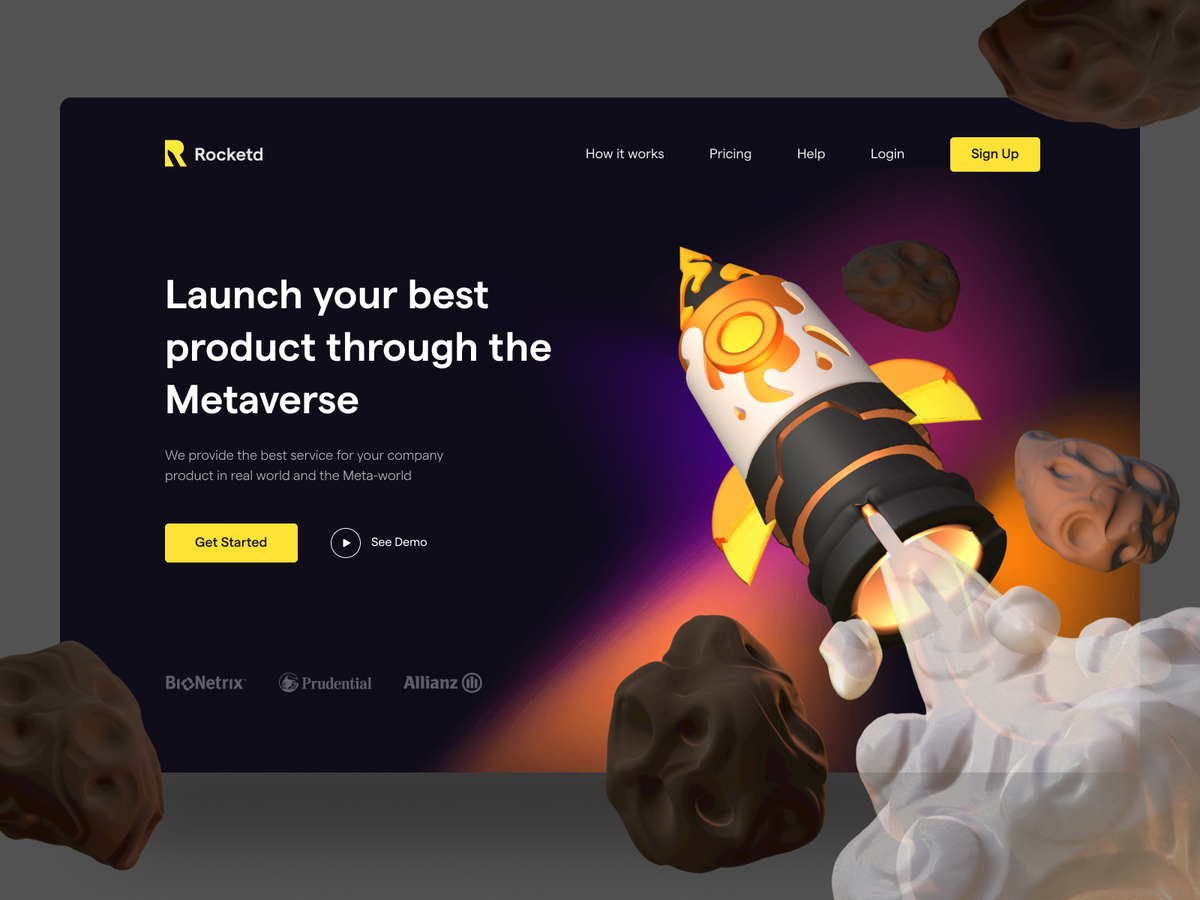 Rocketd
How it works
Pricing
Help
Login
Sign Up
Launch your best
product through the
Metaverse
We provide the best service for your company
product in real world and the Meta-world
Get Started
See Demo
BioNetrix
Prudential
Allianz